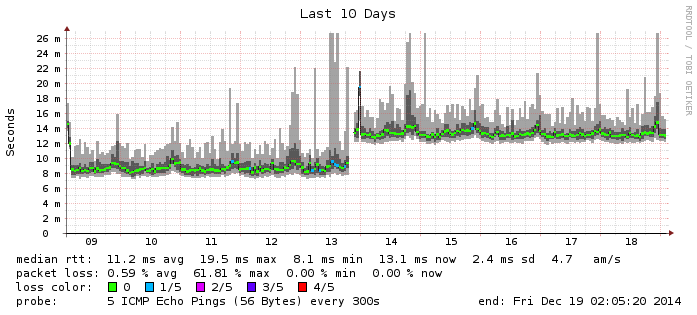 Last 10 Days
RRDTOOL / TOBI OETIKER
Seconds
26 m
24 m
22 m
20 m
18 m
16 m
14 m
12 m
10 m
8 m
6 m
4 m
2 m
0
09 10 11 12 13 14 15 16 17 18
median rtt: 11.2 ms avg 19.5 ms max 8.1 ms min 13.1 ms now 2.4 ms sd 4.7 am/s
packet loss: 0.59 % avg 61.81 % max 0.00 % min 0.00 % now
loss color: 0 1/5 2/5 3/5 4/5
probe: 5 ICMP Echo Pings (56 Bytes) every 300s end: Fri Dec 19 02:05:20 2014